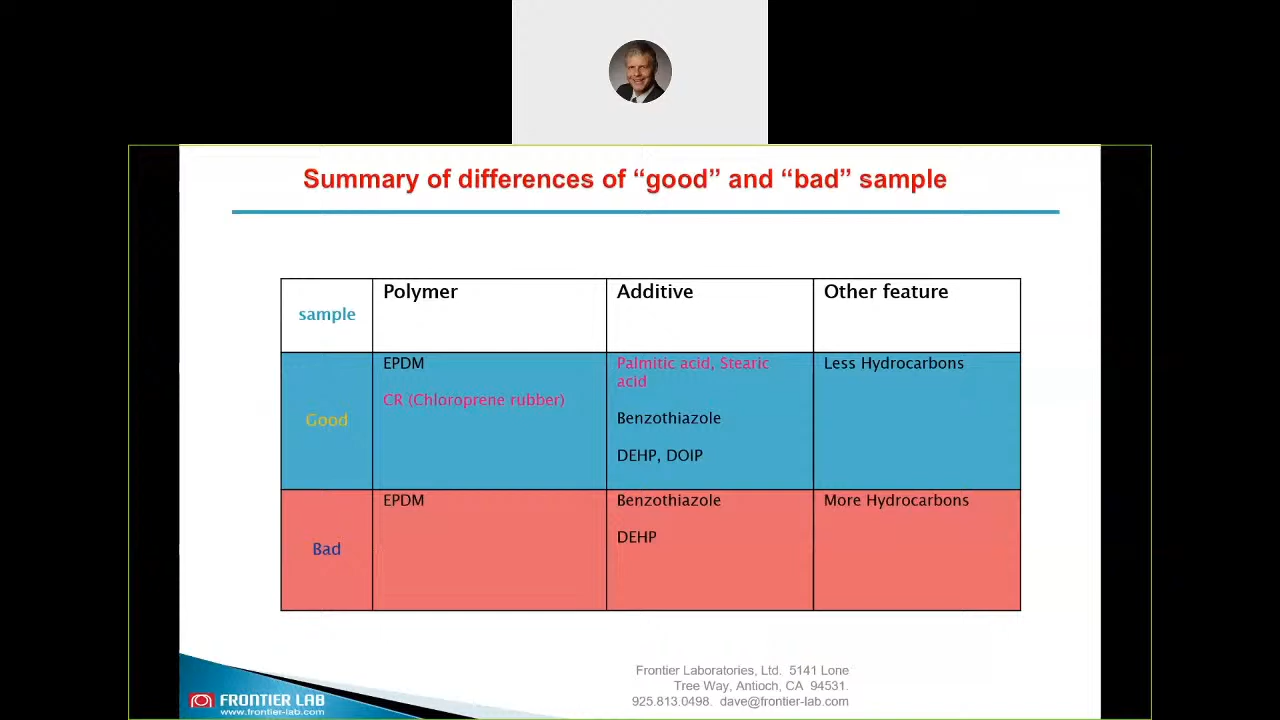 Summary of differences of “good” and “bad” sample
sample
Polymer
Additive
Other feature
Good
EPDM
CR (Chloroprene rubber)
Palmitic acid, Stearic
acid
Benzothiazole
DEHP, DOIP
Less Hydrocarbons
Bad
EPDM
Benzothiazole
DEHP
More Hydrocarbons
FRONTIER LAB
www.frontier-lab.com
Frontier Laboratories, Ltd. 5141 Lone
Tree Way, Antioch, CA 94531.
925.813.0498. dave@frontier-lab.com